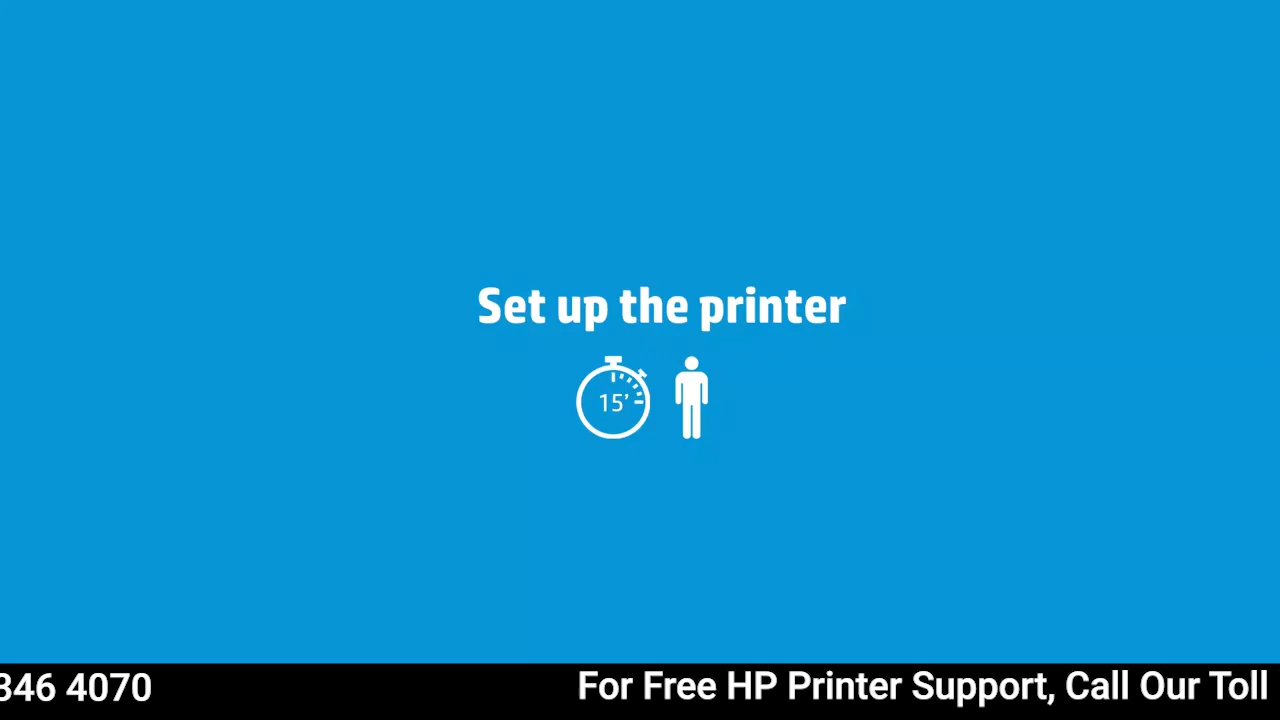 Set up the printer
15’
346 4070 For Free HP Printer Support, Call Our Toll